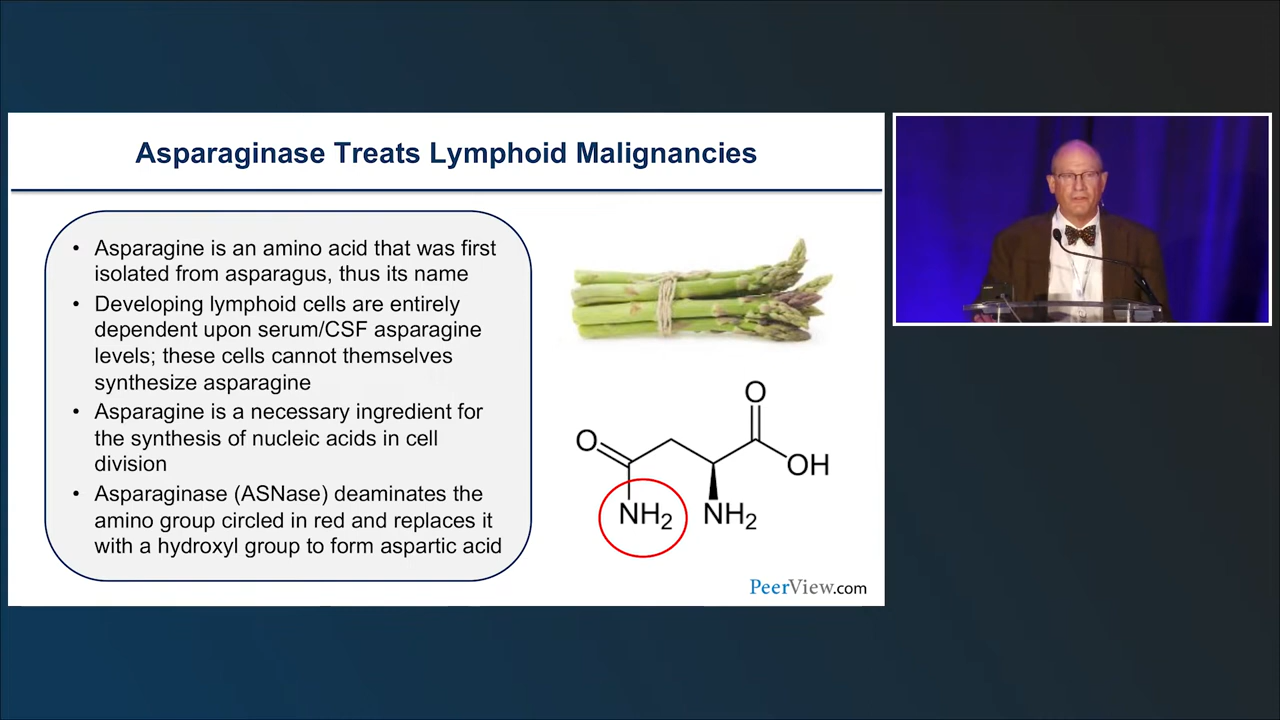 Asparaginase Treats Lymphoid Malignancies
• Asparagine is an amino acid that was first
isolated from asparagus, thus its name
• Developing lymphoid cells are entirely
dependent upon serum/CSF asparagine
levels; these cells cannot themselves
synthesize asparagine
• Asparagine is a necessary ingredient for
the synthesis of nucleic acids in cell
division
• Asparaginase (ASNase) deaminates the
amino group circled in red and replaces it
with a hydroxyl group to form aspartic acid
O
O
OH
NH₂ NH₂
PeerView.com